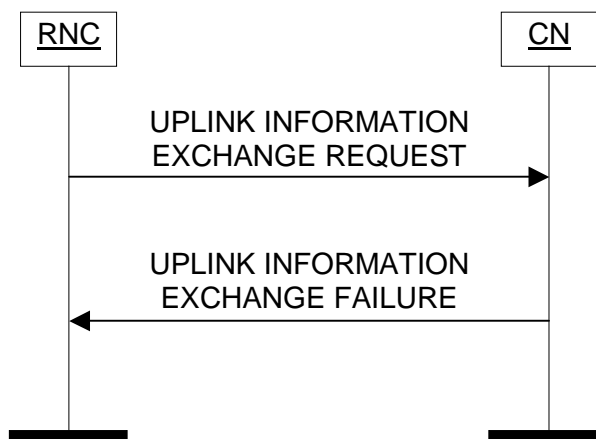 RNC
CN
UPLINK INFORMATION
EXCHANGE REQUEST
UPLINK INFORMATION
EXCHANGE FAILURE